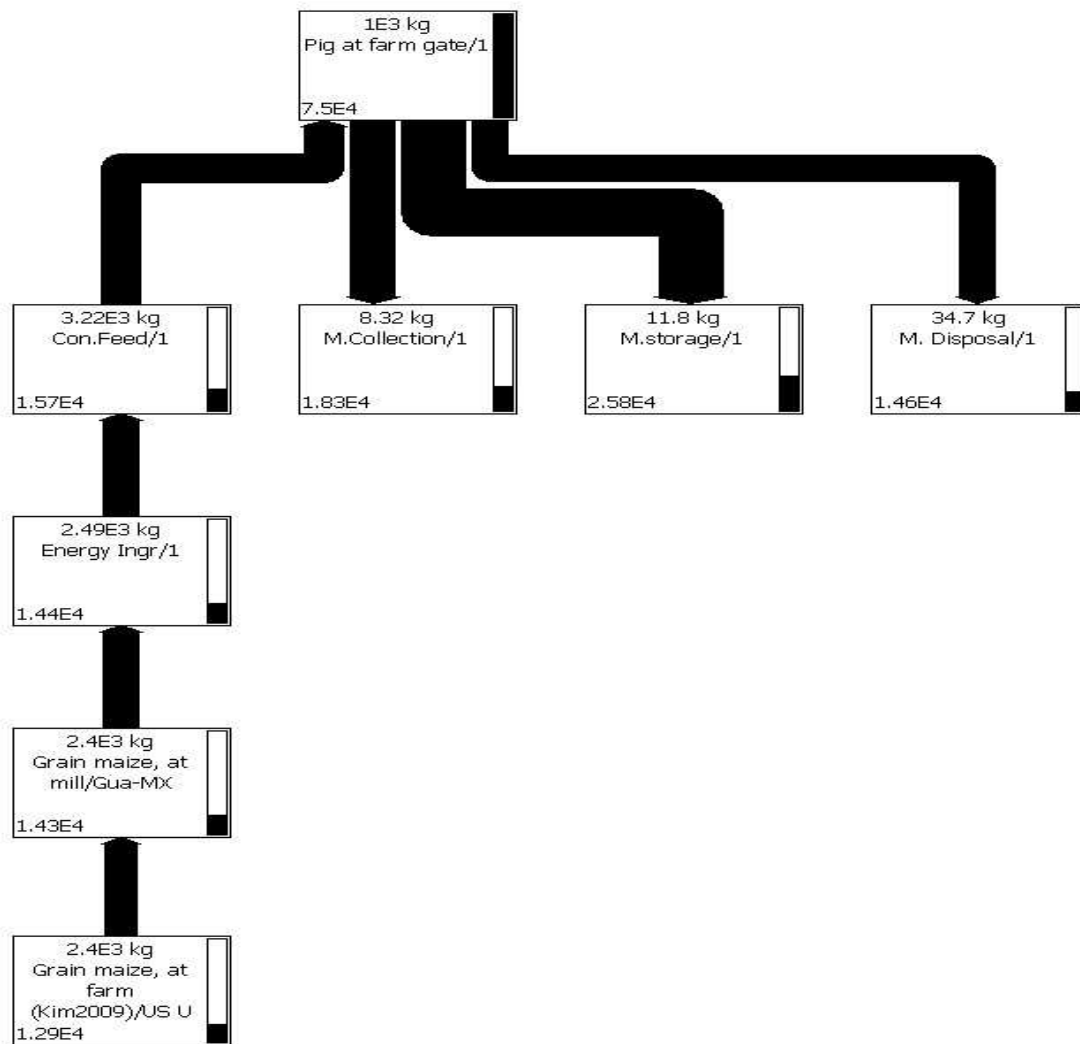 1E3 kg
Pig at farm gate/1
7.5E4
3.22E3 kg
Con.Feed/1
1.57E4
8.32 kg
M.Collection/1
1.83E4
11.8 kg
M.storage/1
2.58E4
34.7 kg
M. Disposal/1
1.46E4
2.49E3 kg
Energy Ingr/1
1.44E4
2.4E3 kg
Grain maize, at
mill/Gua-MX
1.43E4
2.4E3 kg
Grain maize, at
farm
(Kim2009)/US U
1.29E4